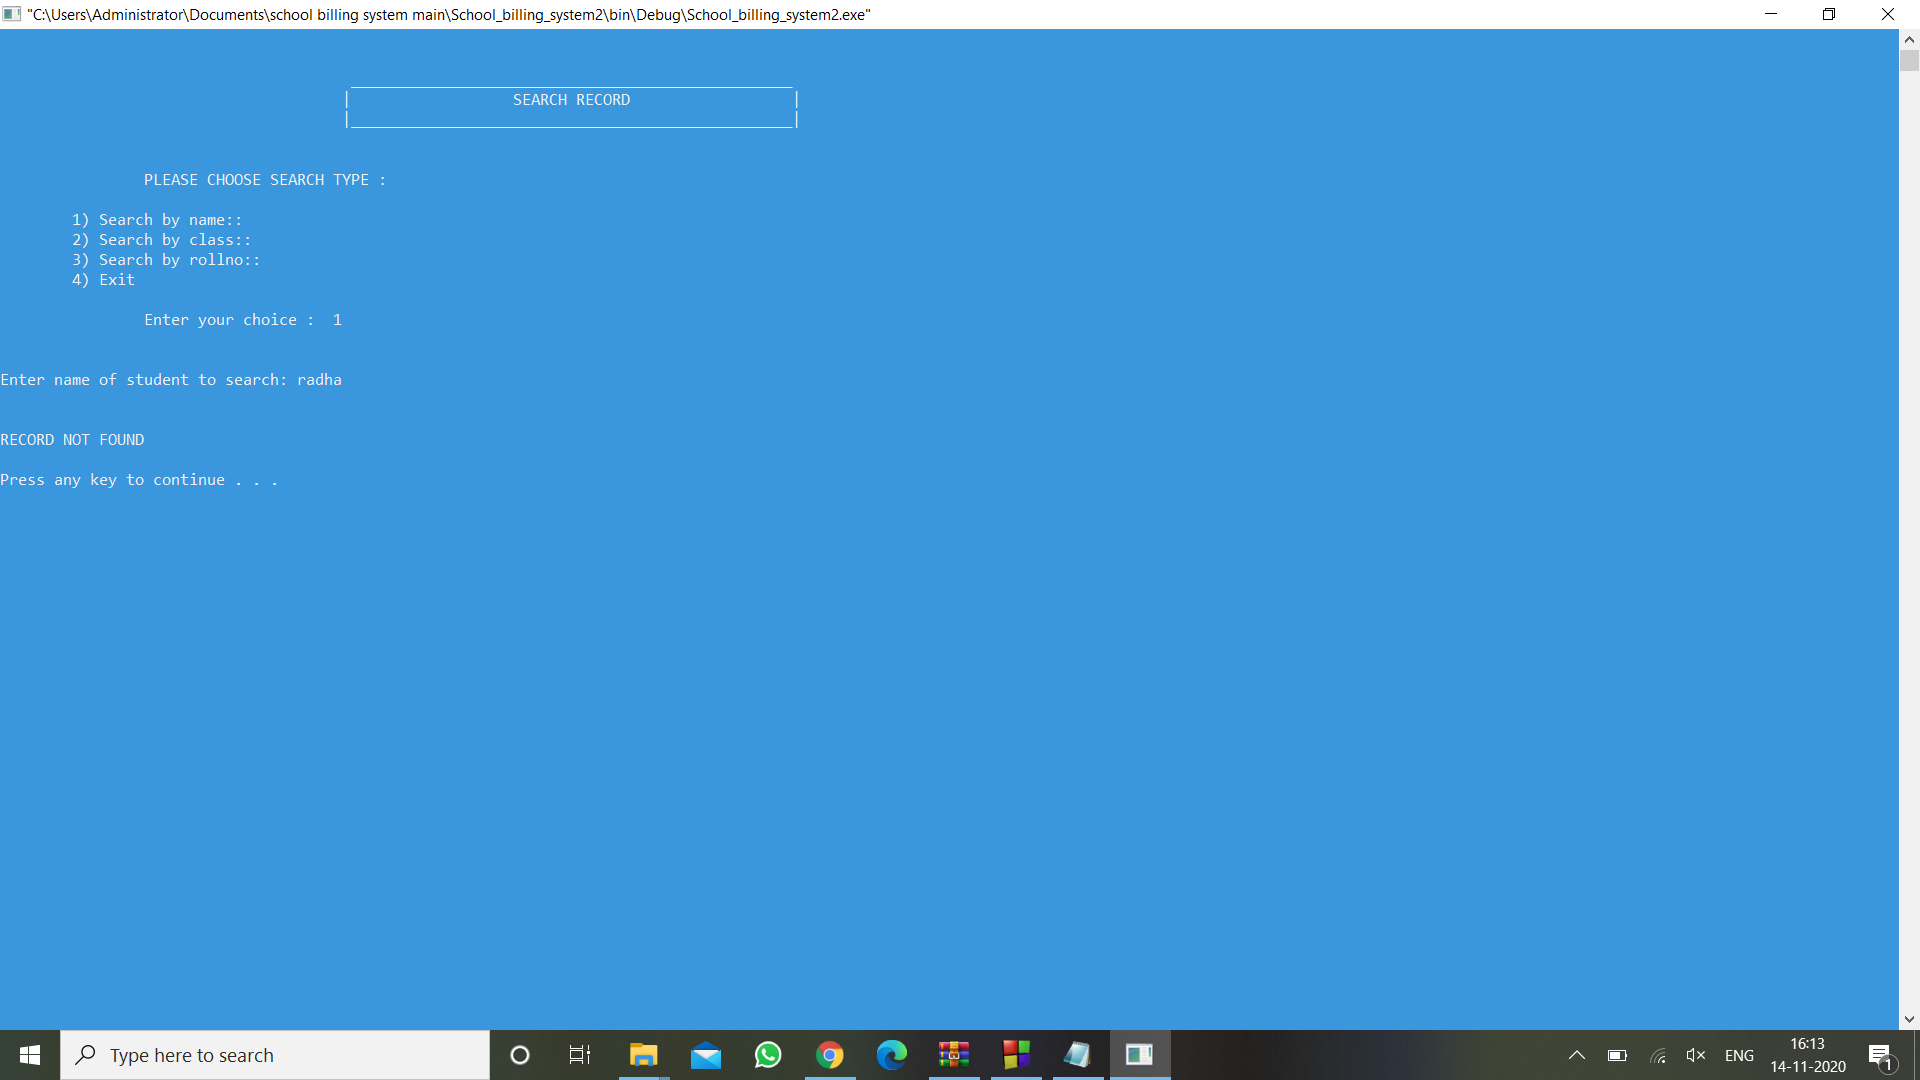 "C:\Users\Administrator\Documents\school billing system main\School_billing_system2\bin\Debug\School_billing_system2.exe"
SEARCH RECORD
PLEASE CHOOSE SEARCH TYPE :
1) Search by name::
2) Search by class::
3) Search by rollno::
4) Exit
Enter your choice :  1
Enter name of student to search: radha
RECORD NOT FOUND
Press any key to continue . . .
Type here to search
ENG
16:13
14-11-2020
1